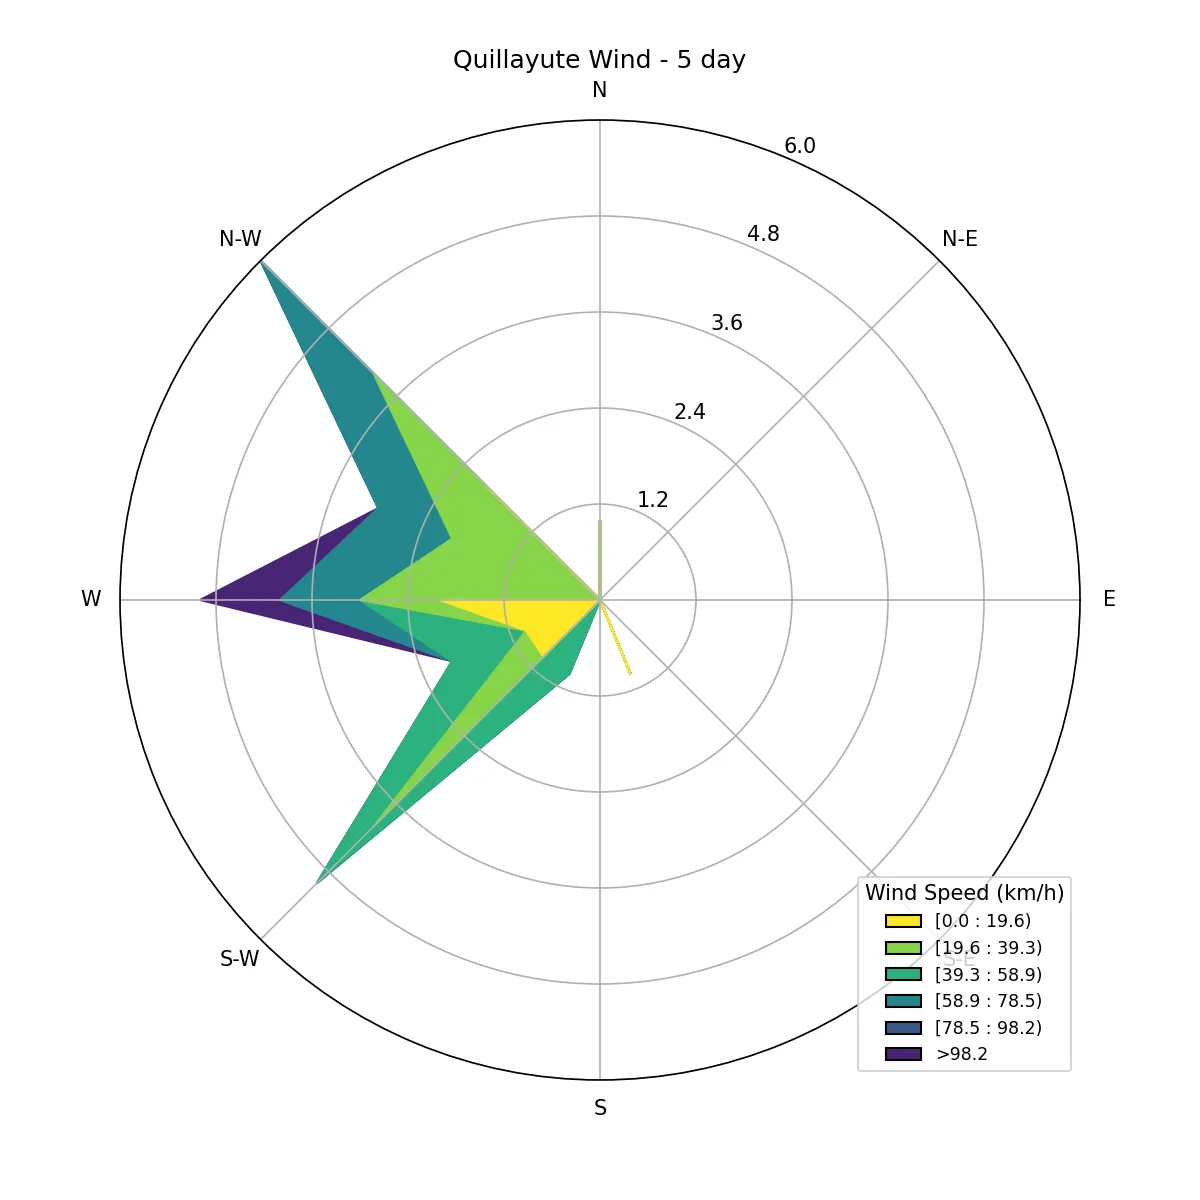 Quillayute Wind - 5 day
N
6.0
4.8
N-W
N-E
3.6
2.4
1.2
W
E
Wind Speed (km/h)
[0.0 : 19.6)
[19.6 : 39.3)
S-W
S-E
[39.3 : 58.9)
[58.9 : 78.5)
[78.5 : 98.2)
>98.2
S